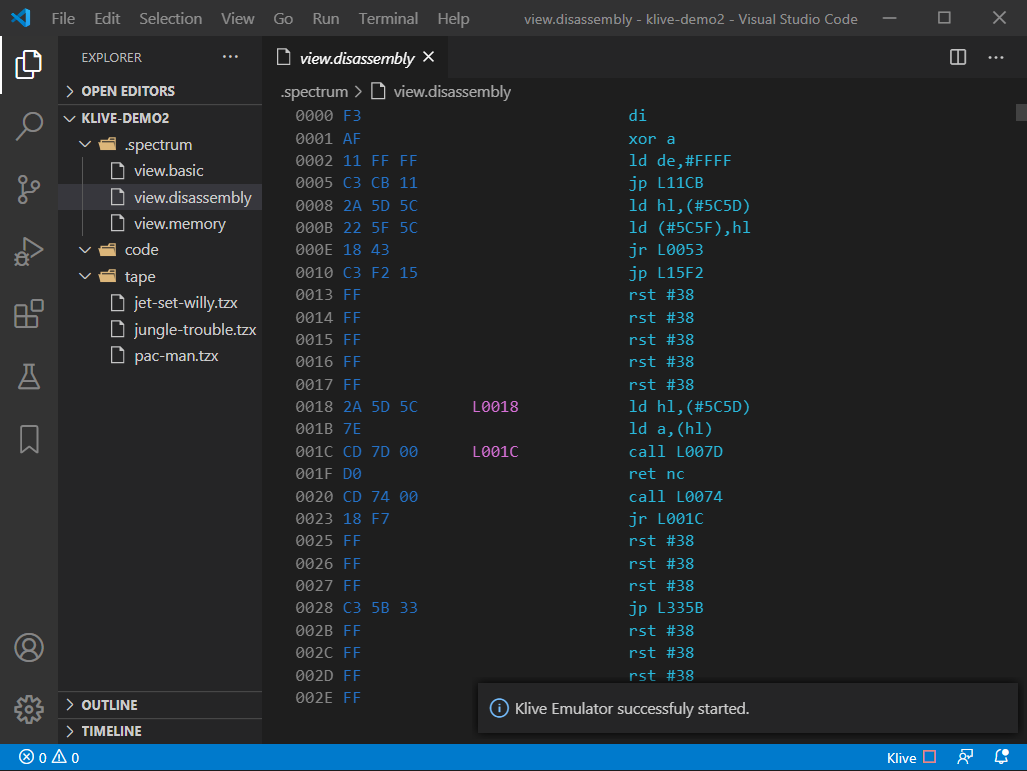 File Edit Selection View Go Run Terminal Help view.disassembly - klive-demo2 - Visual Studio Code
EXPLORER
OPEN EDITORS
KLIVE-DEMO2
.spectrum
view.basic
view.disassembly
view.memory
code
tape
jet-set-willy.tzx
jungle-trouble.tzx
pac-man.tzx
OUTLINE
TIMELINE
view.disassembly
.spectrum > view.disassembly
0000 F3 di
0001 AF xor a
0002 11 FF FF ld de,#FFFF
0005 C3 CB 11 jp L11CB
0008 2A 5D 5C ld hl,(#5C5D)
000B 22 5F 5C ld (#5C5F),hl
000E 18 43 jr L0053
0010 C3 F2 15 jp L15F2
0013 FF rst #38
0014 FF rst #38
0015 FF rst #38
0016 FF rst #38
0017 FF rst #38
0018 2A 5D 5C L0018 ld hl,(#5C5D)
001B 7E ld a,(hl)
001C CD 7D 00 L001C call L007D
001F D0 ret nc
0020 CD 74 00 call L0074
0023 18 F7 jr L001C
0025 FF rst #38
0026 FF rst #38
0027 FF rst #38
0028 C3 5B 33 jp L335B
002B FF rst #38
002C FF rst #38
002D FF rst #38
002E FF
Klive Emulator successfuly started.
0 0 Klive